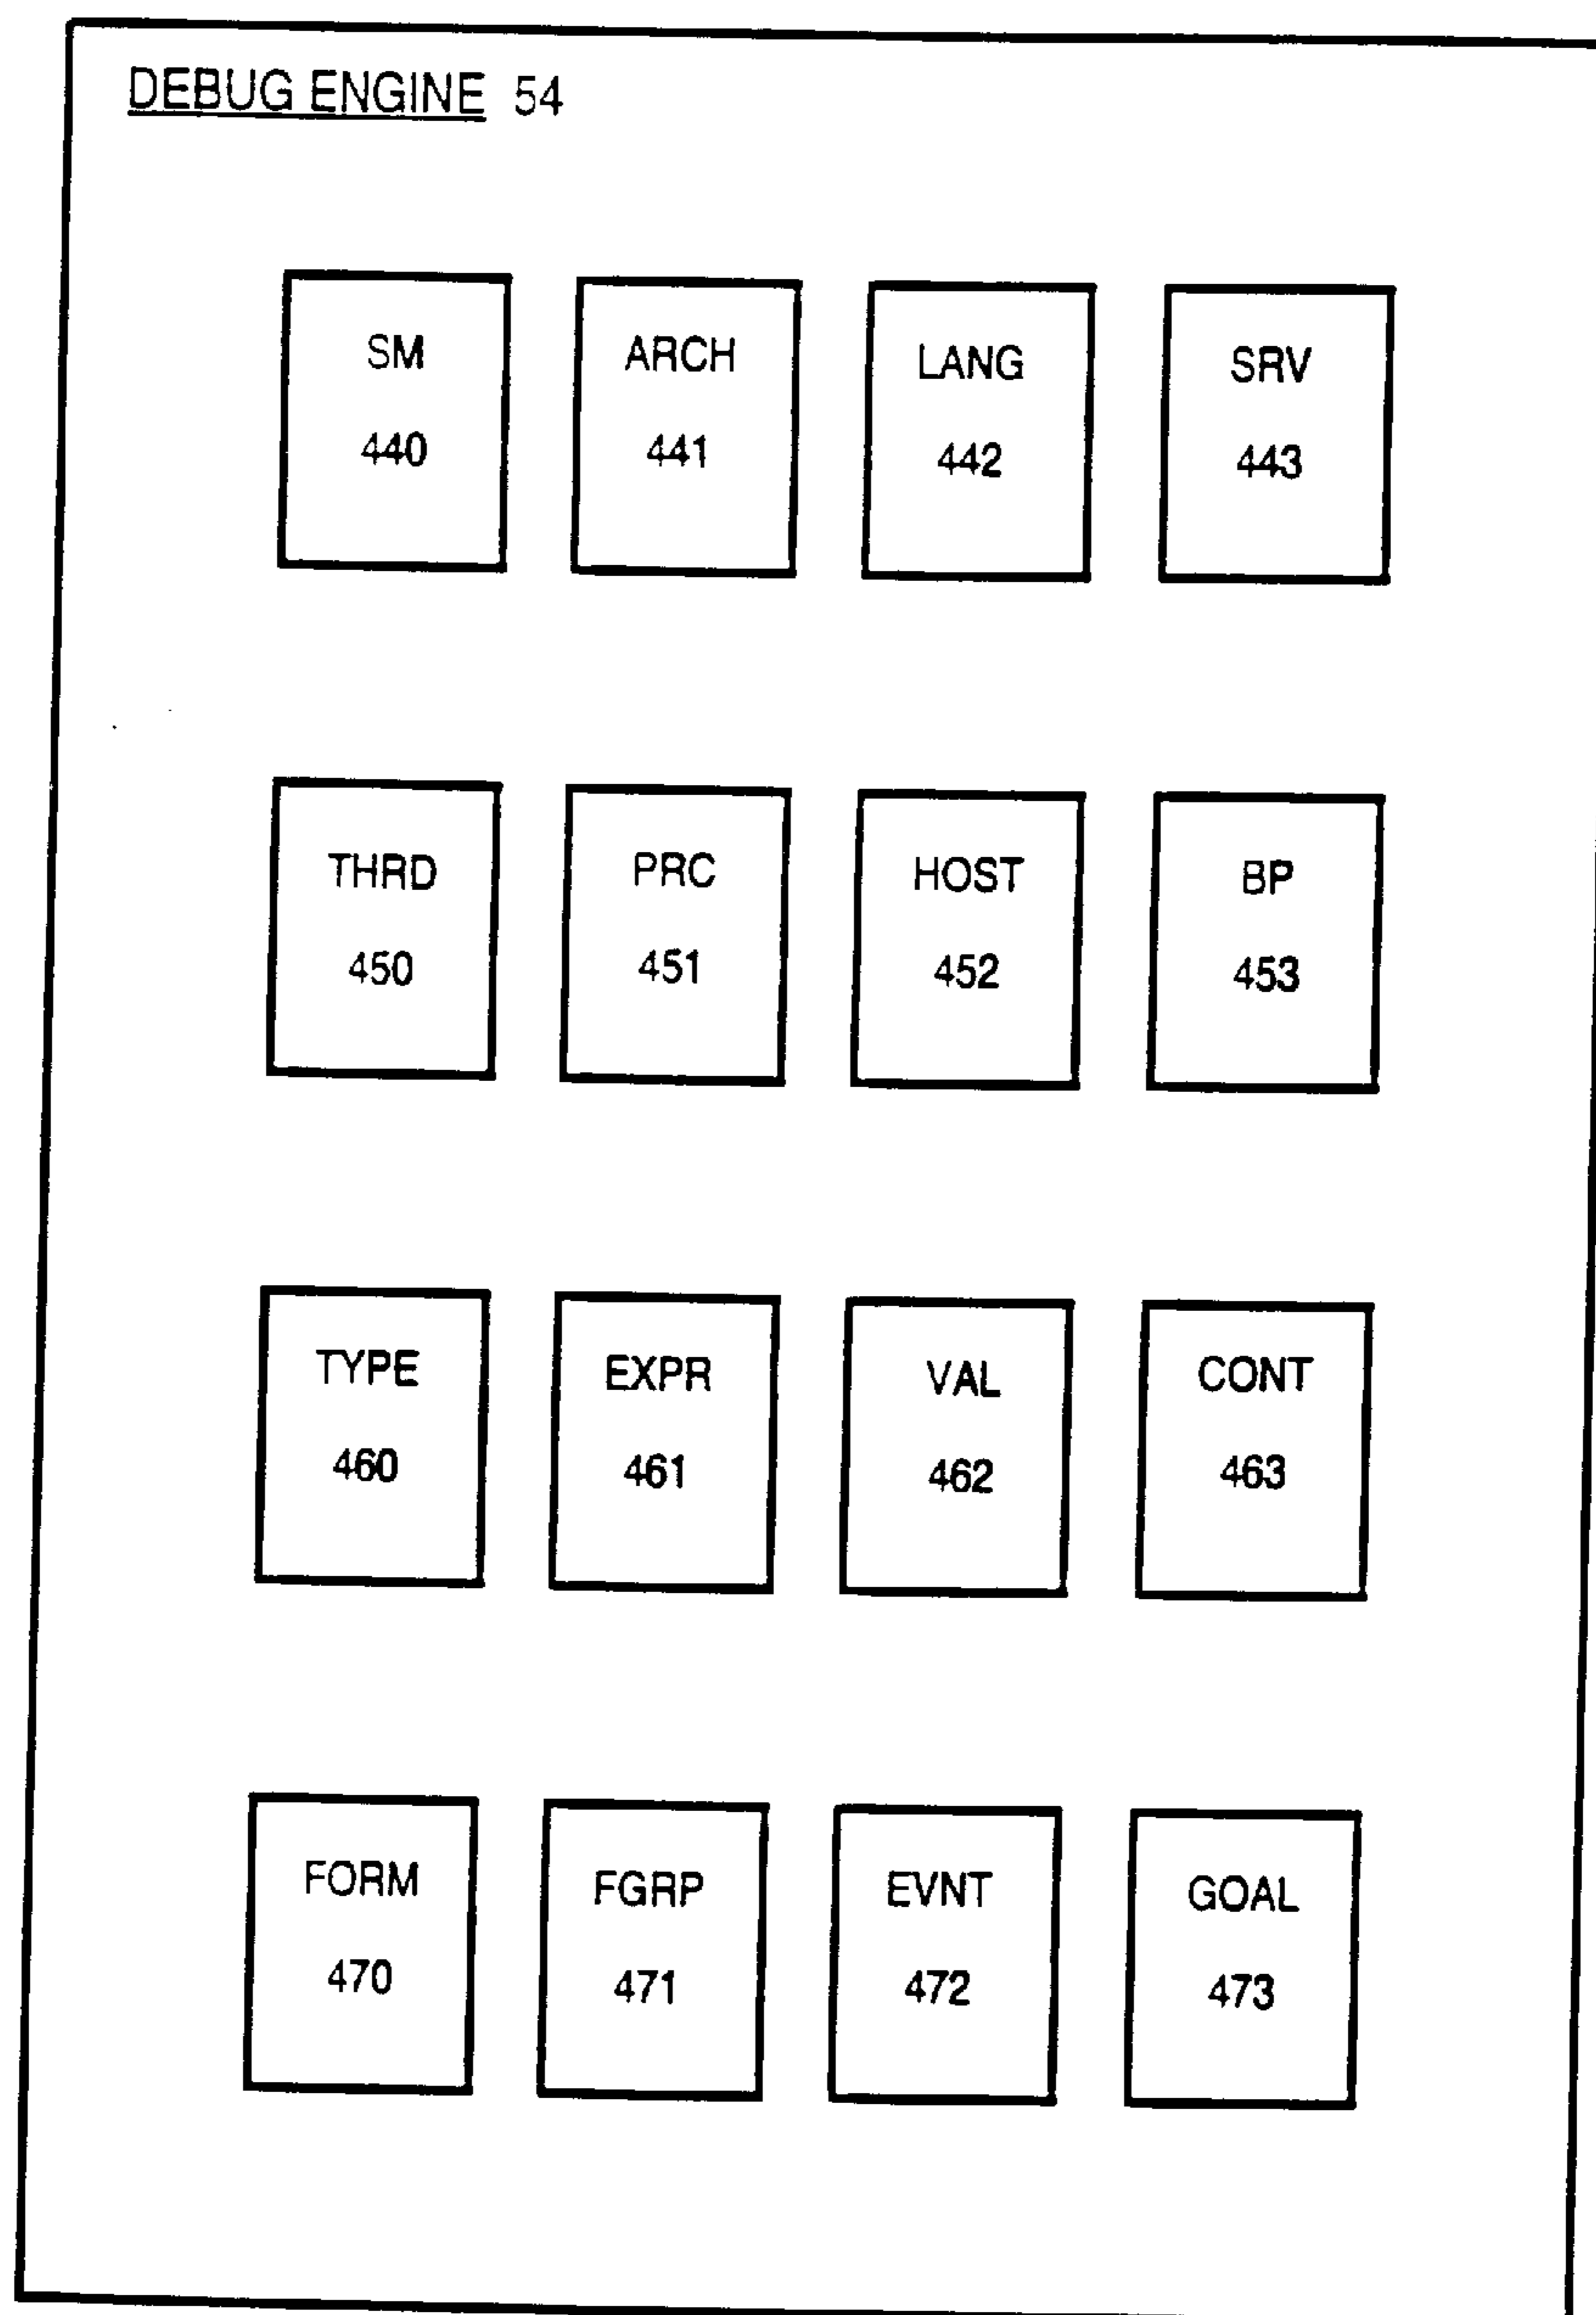 DEBUG ENGINE 54
SM ARCH LANG SRV
440 441 442 443
THRD PRC HOST BP
450 451 452 453
TYPE EXPR VAL CONT
460 461 462 463
FORM FGRP EVNT GOAL
470 471 472 473